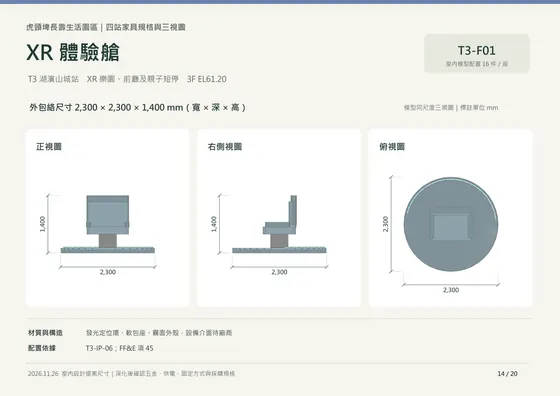 虎頭埤長壽生活園區｜四站家具規格與三視圖
XR 體驗艙
T3-F01
室內模型配置 16 件／座
T3 湖濱山城站　XR 樂園、前廳及親子短停　3F EL61.20
外包絡尺寸 2,300 × 2,300 × 1,400 mm（寬 × 深 × 高）
模型同尺度三視圖｜標註單位 mm
正視圖
1,400
2,300
右側視圖
1,400
2,300
俯視圖
2,300
2,300
材質與構造　發光定位環、軟包座、霧面外殼，設備介面待廠商
配置依據　T3-IP-06；FF&E 項 45
2026.11.26 室內設計提案尺寸｜深化後確認五金、供電、固定方式與採購規格
14 / 20